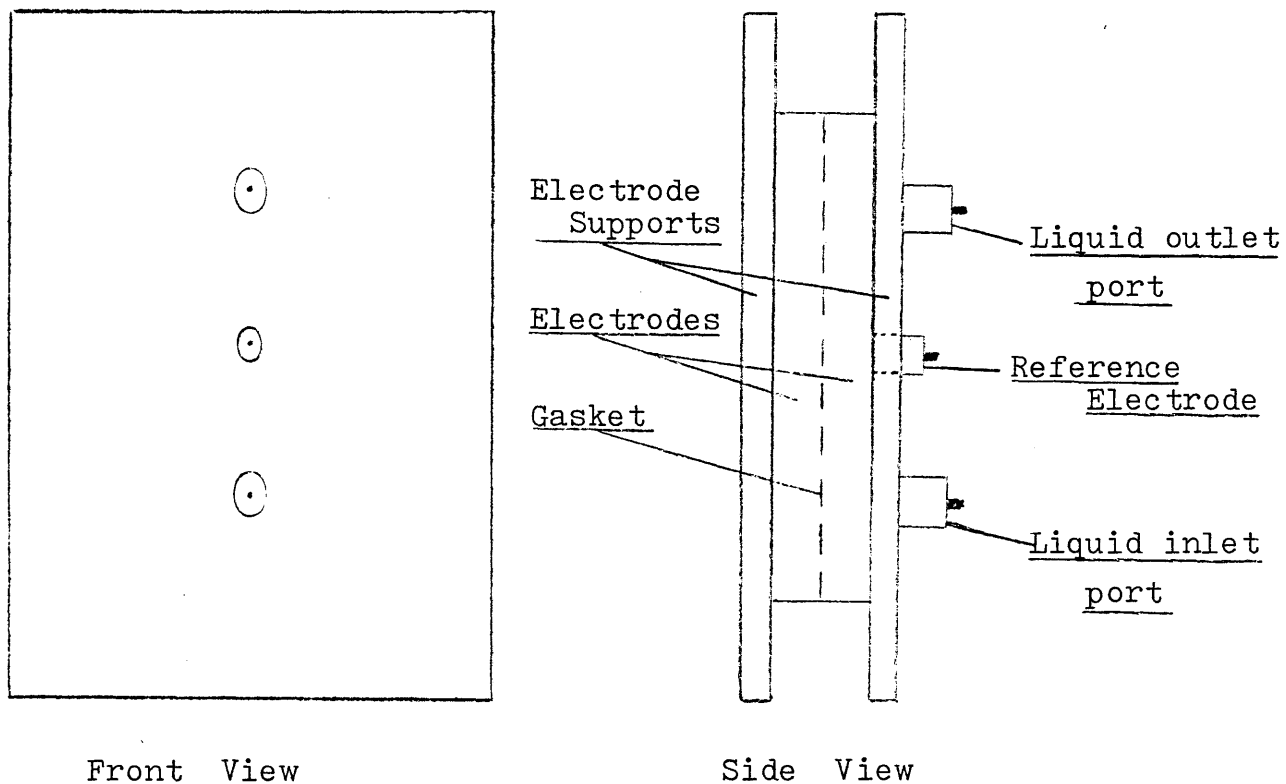 Electrode
Supports
Electrodes
Gasket
Liquid outlet
port
Reference
Electrode
Liquid inlet
port
Front View
Side View